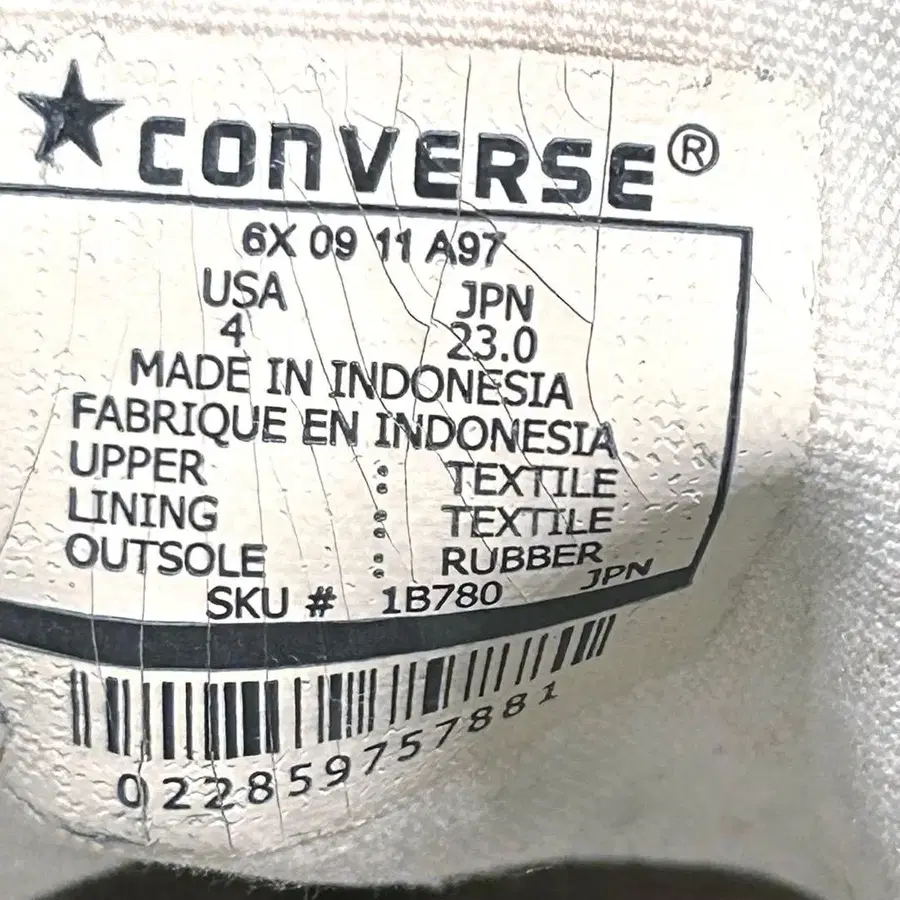 CONVERSE®
6X 09 11 A97
USA JPN
4 23.0
MADE IN INDONESIA
FABRIQUE EN INDONESIA
UPPER : TEXTILE
LINING : TEXTILE
OUTSOLE : RUBBER
SKU # 1B780 JPN
022859757881